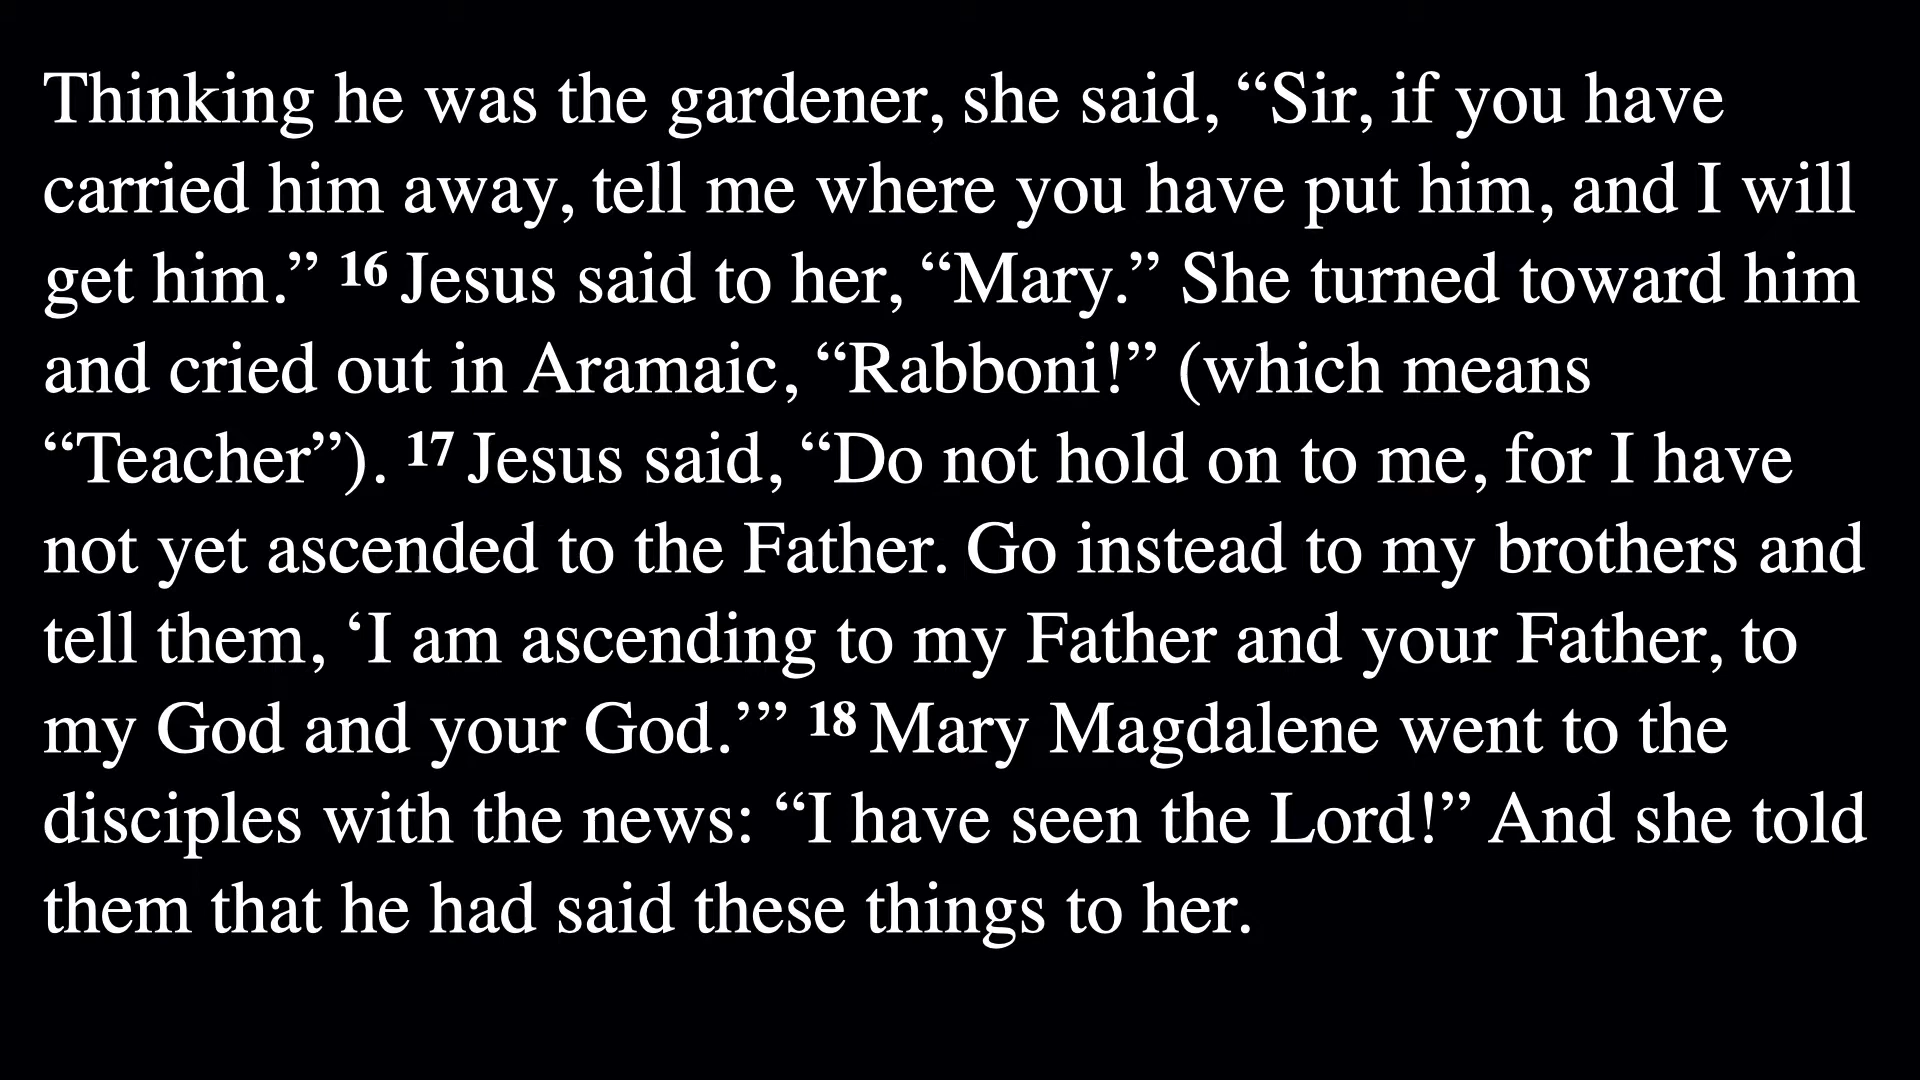 Thinking he was the gardener, she said, “Sir, if you have
carried him away, tell me where you have put him, and I will
get him.” 16 Jesus said to her, “Mary.” She turned toward him
and cried out in Aramaic, “Rabboni!” (which means
“Teacher”). 17 Jesus said, “Do not hold on to me, for I have
not yet ascended to the Father. Go instead to my brothers and
tell them, ‘I am ascending to my Father and your Father, to
my God and your God.’” 18 Mary Magdalene went to the
disciples with the news: “I have seen the Lord!” And she told
them that he had said these things to her.